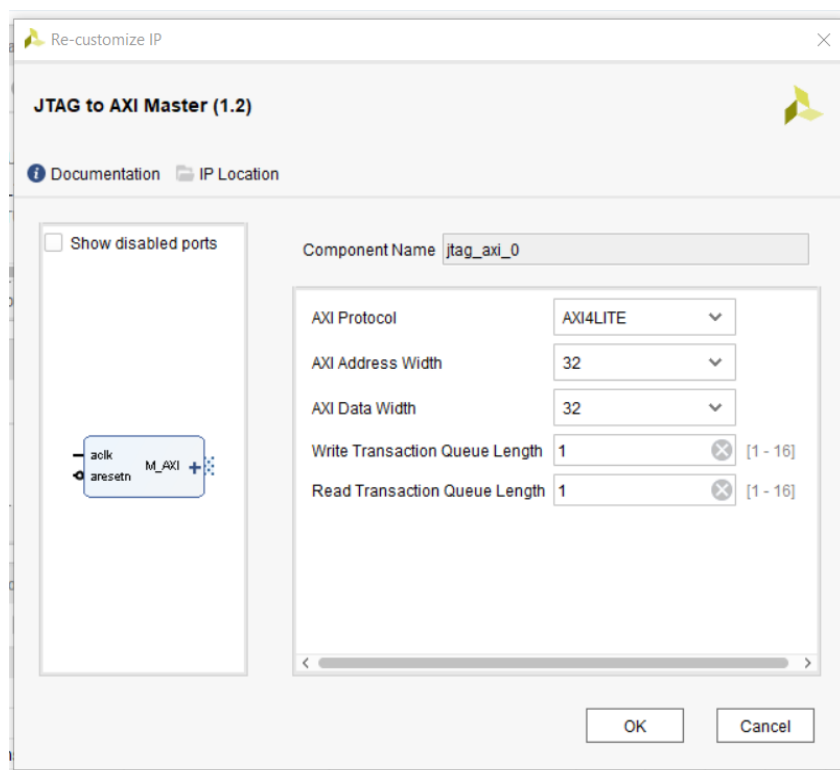 Re-customize IP
JTAG to AXI Master (1.2)
Documentation IP Location
Show disabled ports
aclk
aresetn
M_AXI
Component Name jtag_axi_0
AXI Protocol AXI4LITE
AXI Address Width 32
AXI Data Width 32
Write Transaction Queue Length 1 [1 - 16]
Read Transaction Queue Length 1 [1 - 16]
OK Cancel